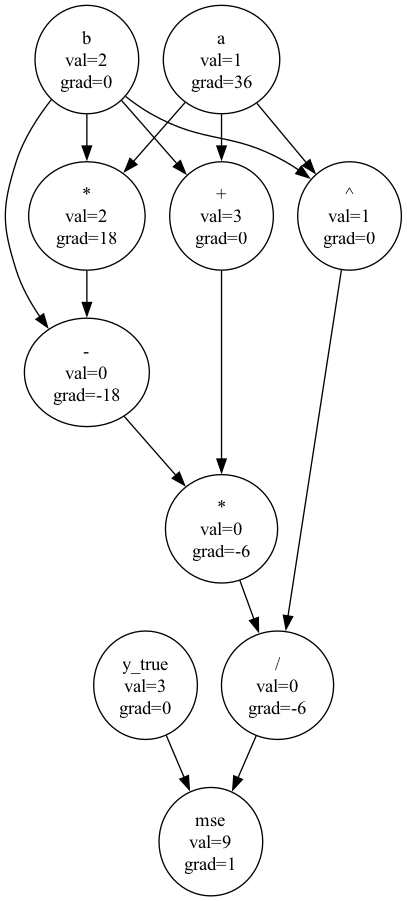 b
val=2
grad=0
a
val=1
grad=36
*
val=2
grad=18
+
val=3
grad=0
^
val=1
grad=0
-
val=0
grad=-18
*
val=0
grad=-6
y_true
val=3
grad=0
/
val=0
grad=-6
mse
val=9
grad=1